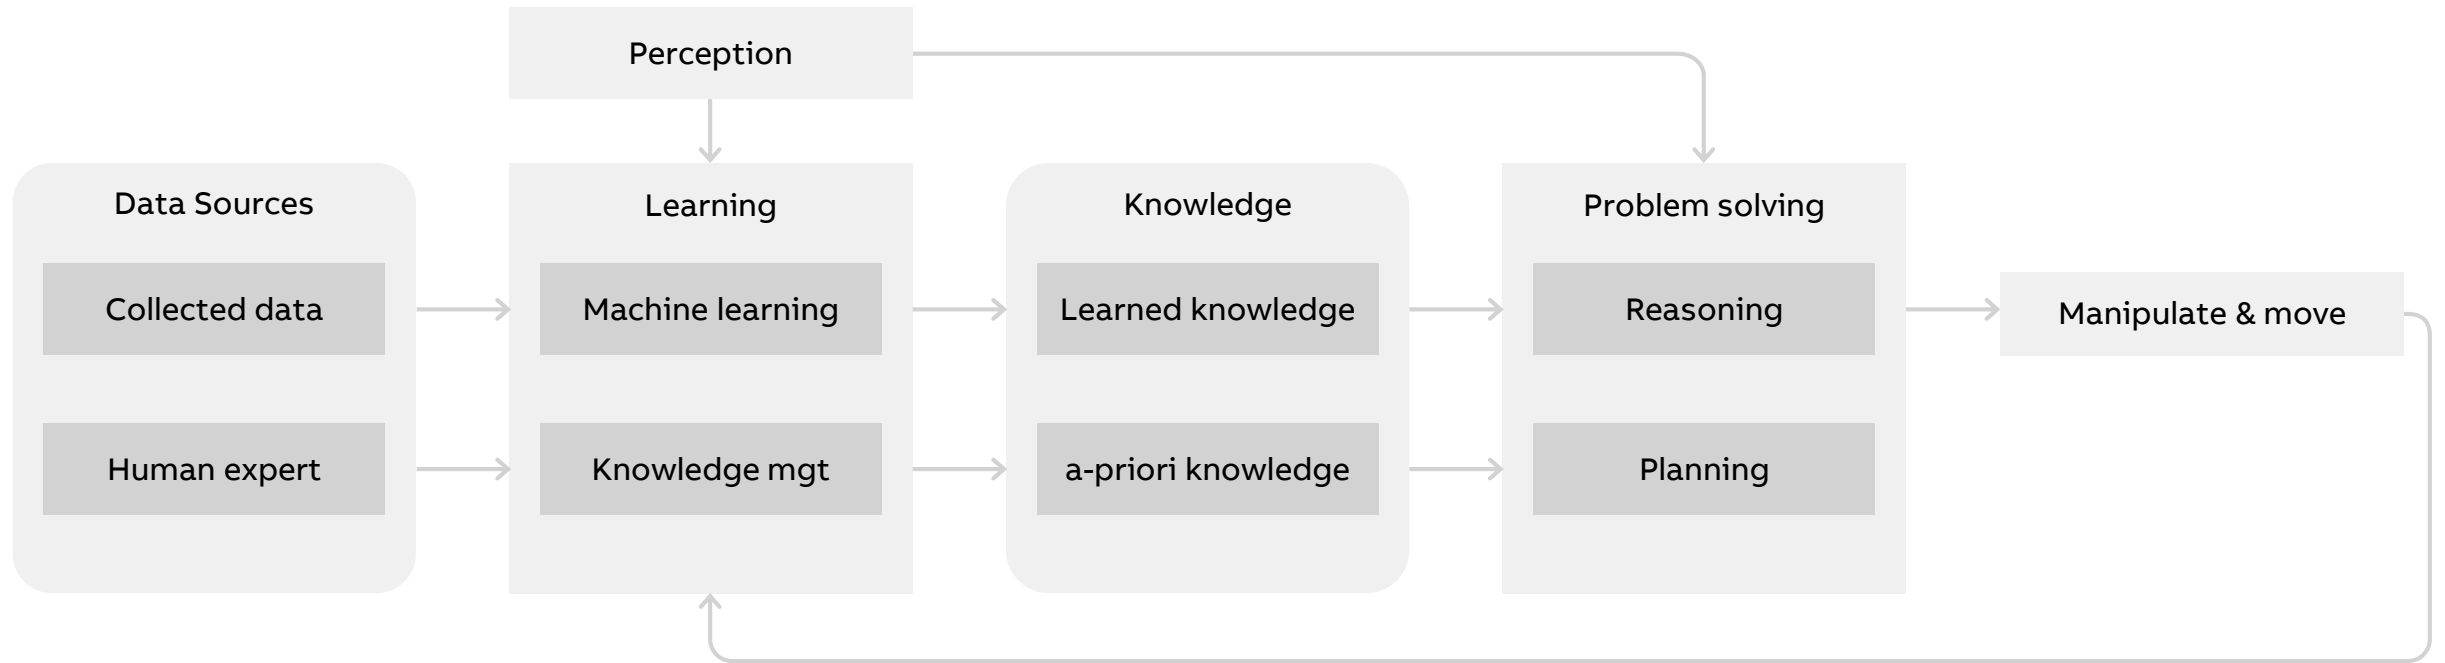 Perception
Data Sources
Collected data
Human expert
Learning
Machine learning
Knowledge mgt
Knowledge
Learned knowledge
a-priori knowledge
Problem solving
Reasoning
Planning
Manipulate & move